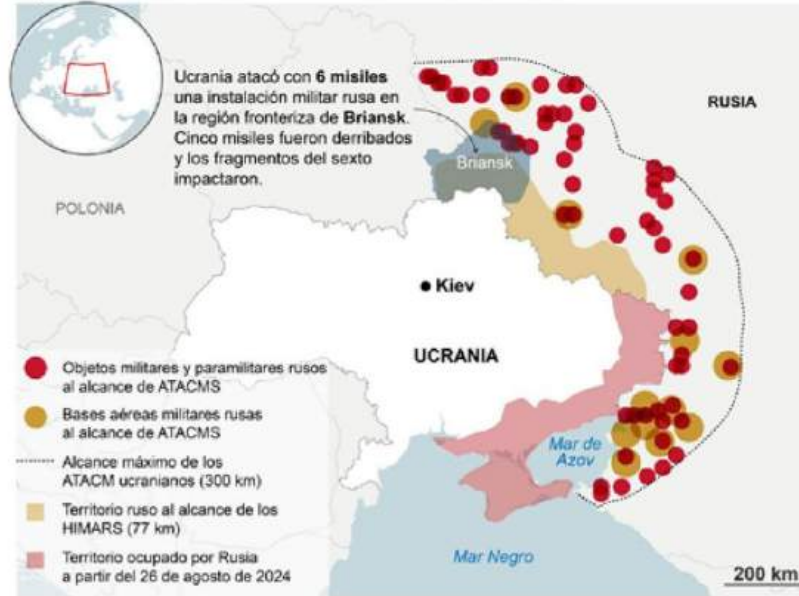 Ucrania atacó con 6 misiles
una instalación militar rusa en
la región fronteriza de Briansk.
Cinco misiles fueron derribados
y los fragmentos del sexto
impactaron.
RUSIA
Briansk
POLONIA
Kiev
UCRANIA
Objetos militares y paramilitares rusos
al alcance de ATACMS
Bases aéreas militares rusas
al alcance de ATACMS
Alcance máximo de los
ATACM ucranianos (300 km)
Territorio ruso al alcance de los
HIMARS (77 km)
Territorio ocupado por Rusia
a partir del 26 de agosto de 2024
Mar de
Azov
Mar Negro
200 km